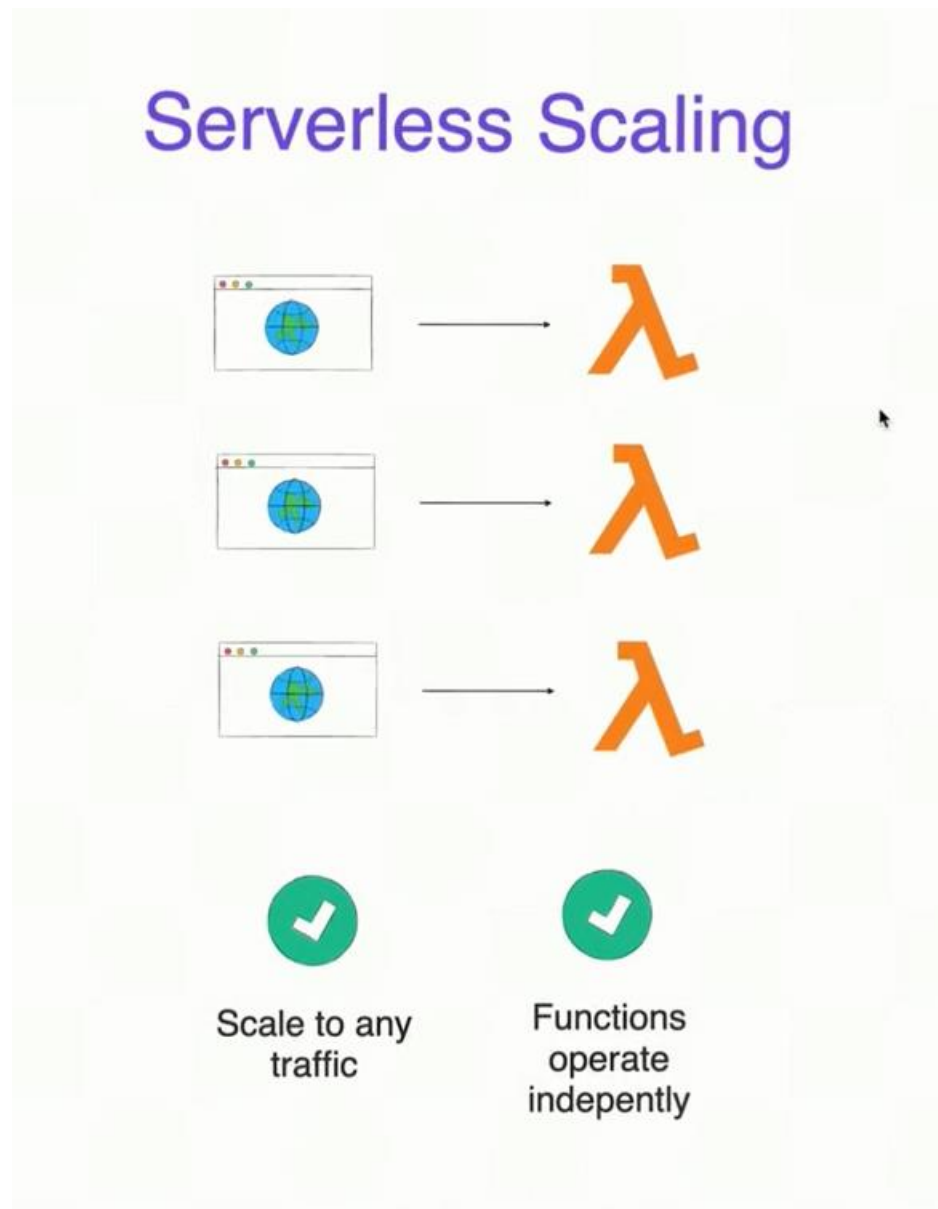 Serverless Scaling
Scale to any
traffic
Functions
operate
indepently